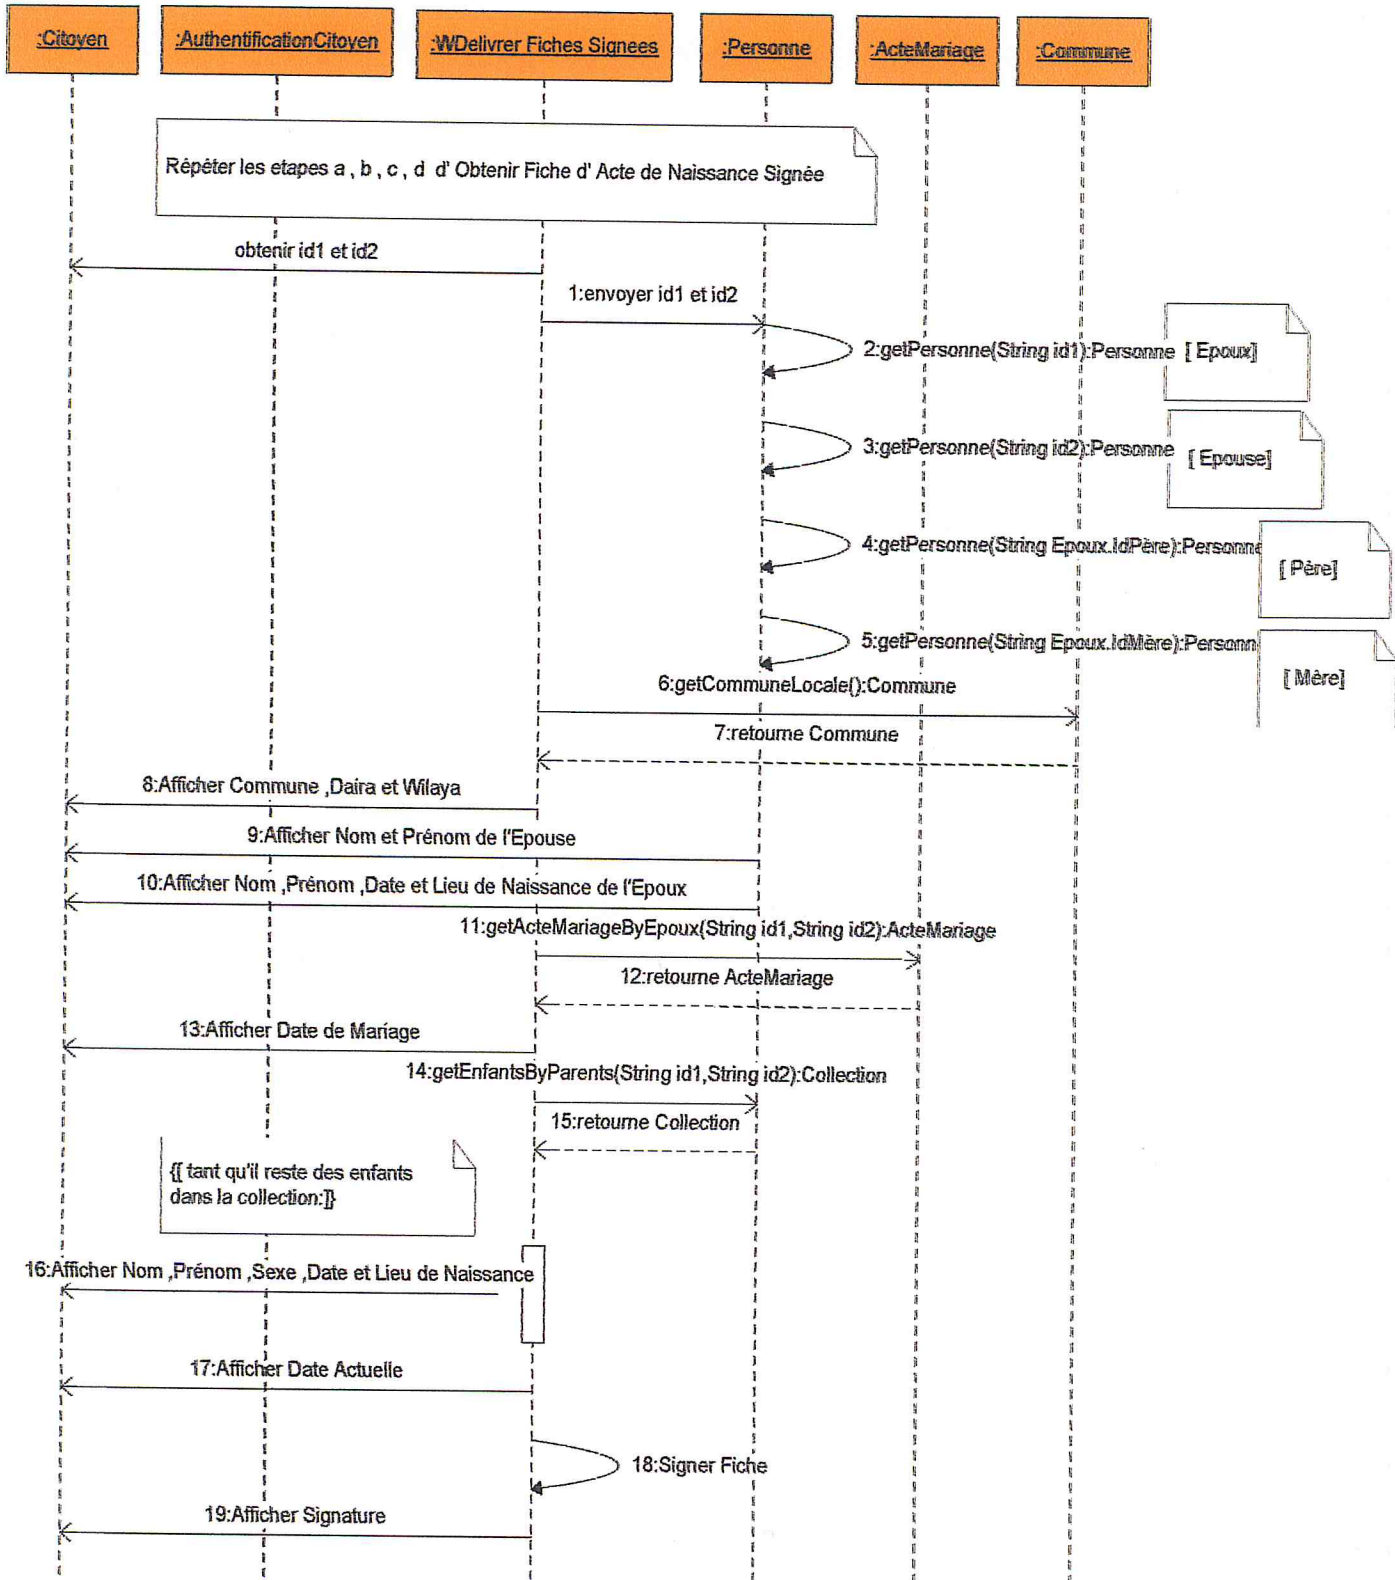 :Citoyen
:AuthentificationCitoyen
:WDelivrer Fiches Signees
:Personne
:ActeMariage
:Commune
Répéter les etapes a , b , c , d d' Obtenir Fiche d' Acte de Naissance Signée
obtenir id1 et id2
1:envoyer id1 et id2
2:getPersonne(String id1):Personne
[ Epoux]
3:getPersonne(String id2):Personne
[ Epouse]
4:getPersonne(String Epoux.IdPère):Personne
[ Père]
5:getPersonne(String Epoux.IdMère):Personn
[ Mère]
6:getCommuneLocale():Commune
7:retourne Commune
8:Afficher Commune ,Daira et Wilaya
9:Afficher Nom et Prénom de l'Epouse
10:Afficher Nom ,Prénom ,Date et Lieu de Naissance de l'Epoux
11:getActeMariageByEpoux(String id1,String id2):ActeMariage
12:retourne ActeMariage
13:Afficher Date de Mariage
14:getEnfantsByParents(String id1,String id2):Collection
15:retourne Collection
{[ tant qu'il reste des enfants
dans la collection:]}
16:Afficher Nom ,Prénom ,Sexe ,Date et Lieu de Naissance
17:Afficher Date Actuelle
18:Signer Fiche
19:Afficher Signature